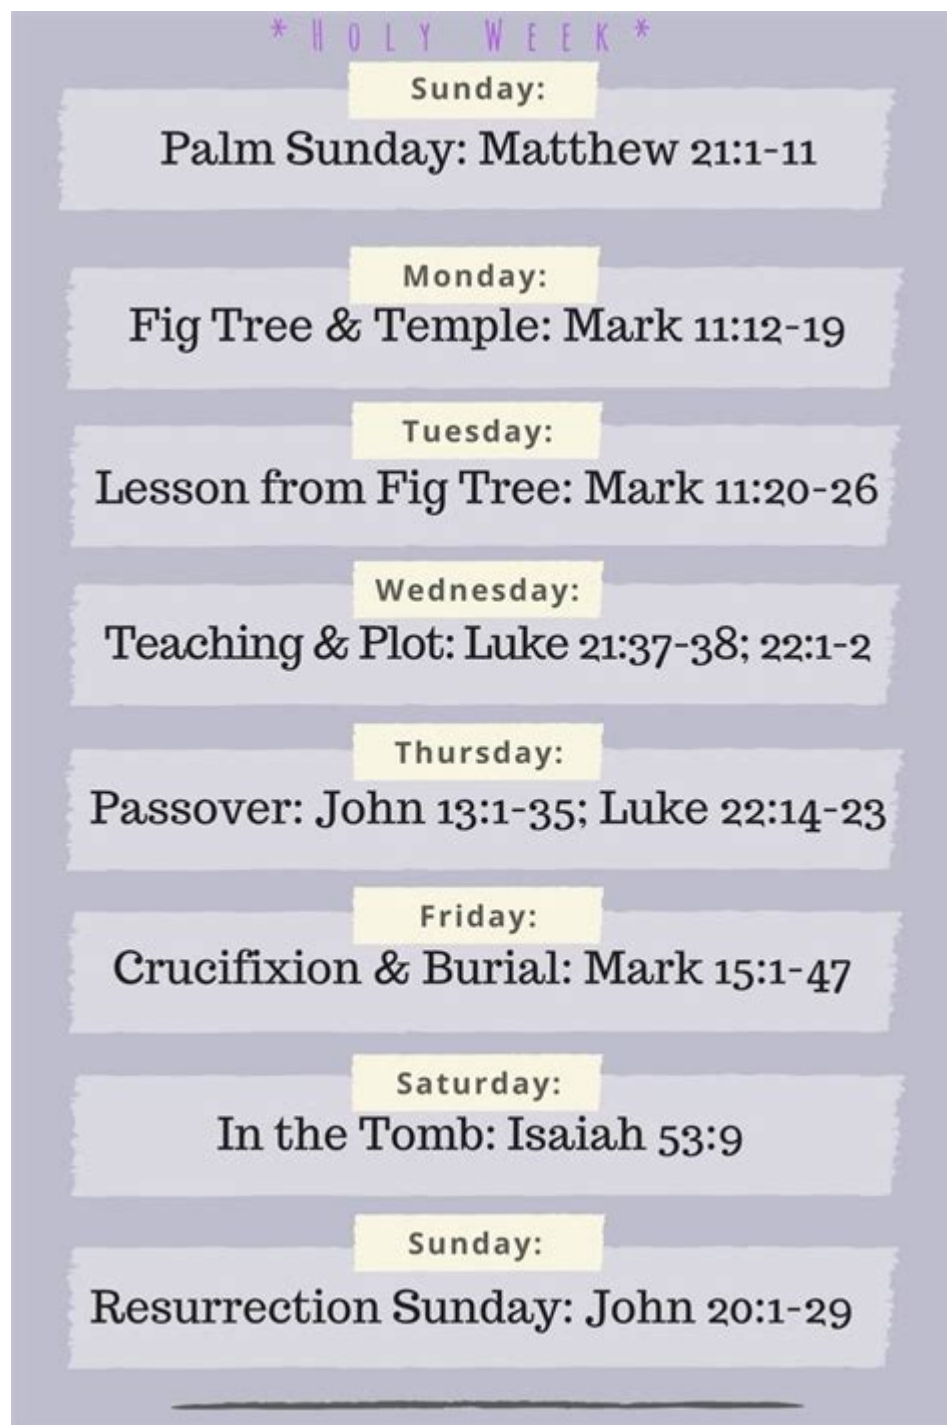 *HOLY WEEK*
Sunday:
Palm Sunday: Matthew 21:1-11
Monday:
Fig Tree & Temple: Mark 11:12-19
Tuesday:
Lesson from Fig Tree: Mark 11:20-26
Wednesday:
Teaching & Plot: Luke 21:37-38; 22:1-2
Thursday:
Passover: John 13:1-35; Luke 22:14-23
Friday:
Crucifixion & Burial: Mark 15:1-47
Saturday:
In the Tomb: Isaiah 53:9
Sunday:
Resurrection Sunday: John 20:1-29